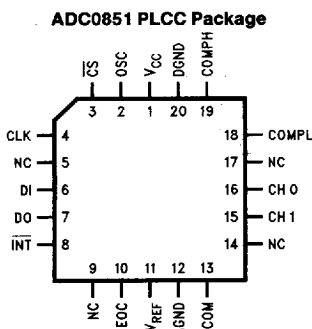 ADC0851 PLCC Package
CS OSC VCC DGND COMPH
3 2 1 20 19
CLK 4 18 COMPL
NC 5 17 NC
DI 6 16 CH 0
DO 7 15 CH 1
INT 8 14 NC
9 10 11 12 13
NC EOC VREF GND COM